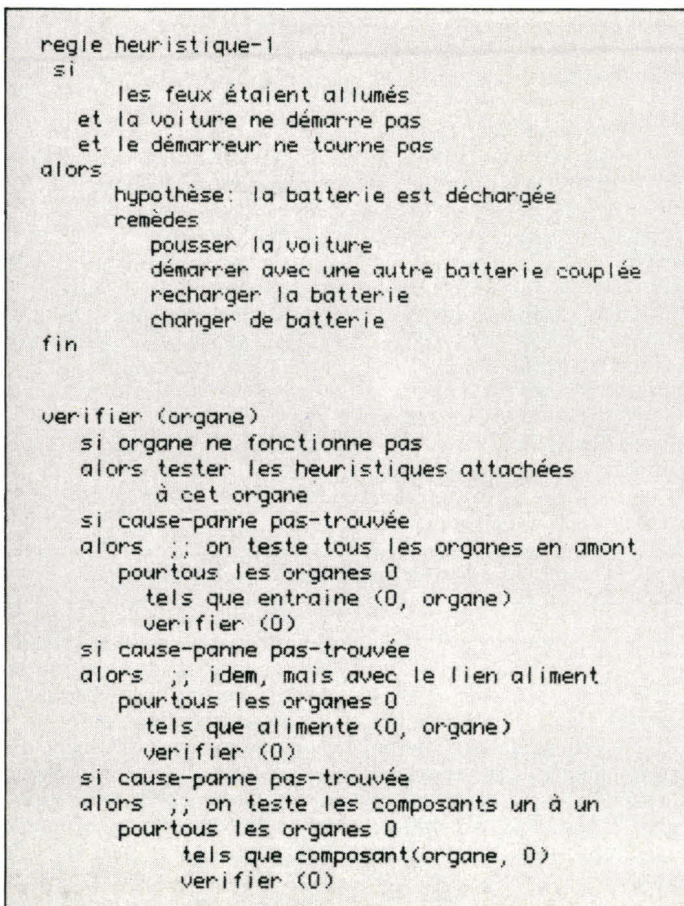 regle heuristique-1
si
les feux étaient allumés
et la voiture ne démarre pas
et le démarreur ne tourne pas
alors
hypothèse: la batterie est déchargée
remèdes
pousser la voiture
démarrer avec une autre batterie couplée
recharger la batterie
changer de batterie
fin
verifier (organe)
si organe ne fonctionne pas
alors tester les heuristiques attachées
à cet organe
si cause-panne pas-trouvée
alors ;; on teste tous les organes en amont
pourtous les organes O
tels que entraine (O, organe)
verifier (O)
si cause-panne pas-trouvée
alors ;; idem, mais avec le lien aliment
pourtous les organes O
tels que alimente (O, organe)
verifier (O)
si cause-panne pas-trouvée
alors ;; on teste les composants un à un
pourtous les organes O
tels que composant(organe, O)
verifier (O)